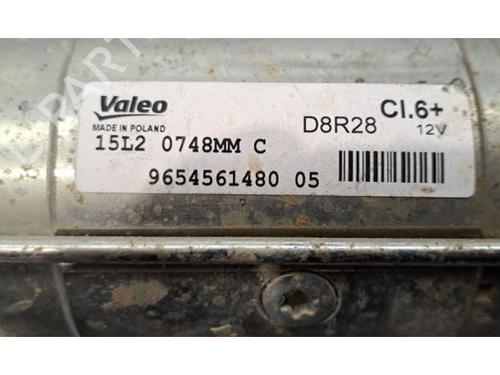 Valeo
MADE IN POLAND
D8R28
Cl.6+
12V
15L2 0748MM C
9654561480 05